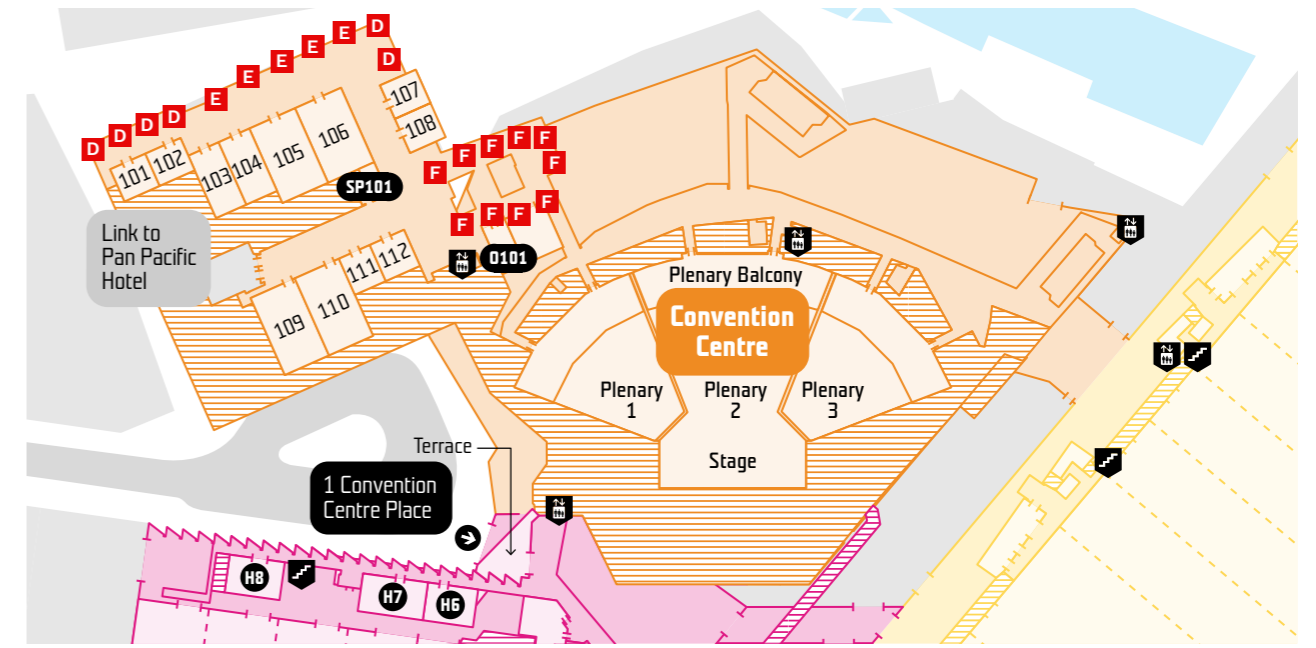 D
E
E
E
E
E
D
D
D
D
D
D
107
108
101
102
103
104
105
106
SP101
F
F
F
F
F
F
F
F
F
F
O101
Link to
Pan Pacific
Hotel
109
110
111
112
Plenary Balcony
Convention
Centre
Plenary
1
Plenary
2
Plenary
3
Stage
Terrace
1 Convention
Centre Place
H8
H7
H6